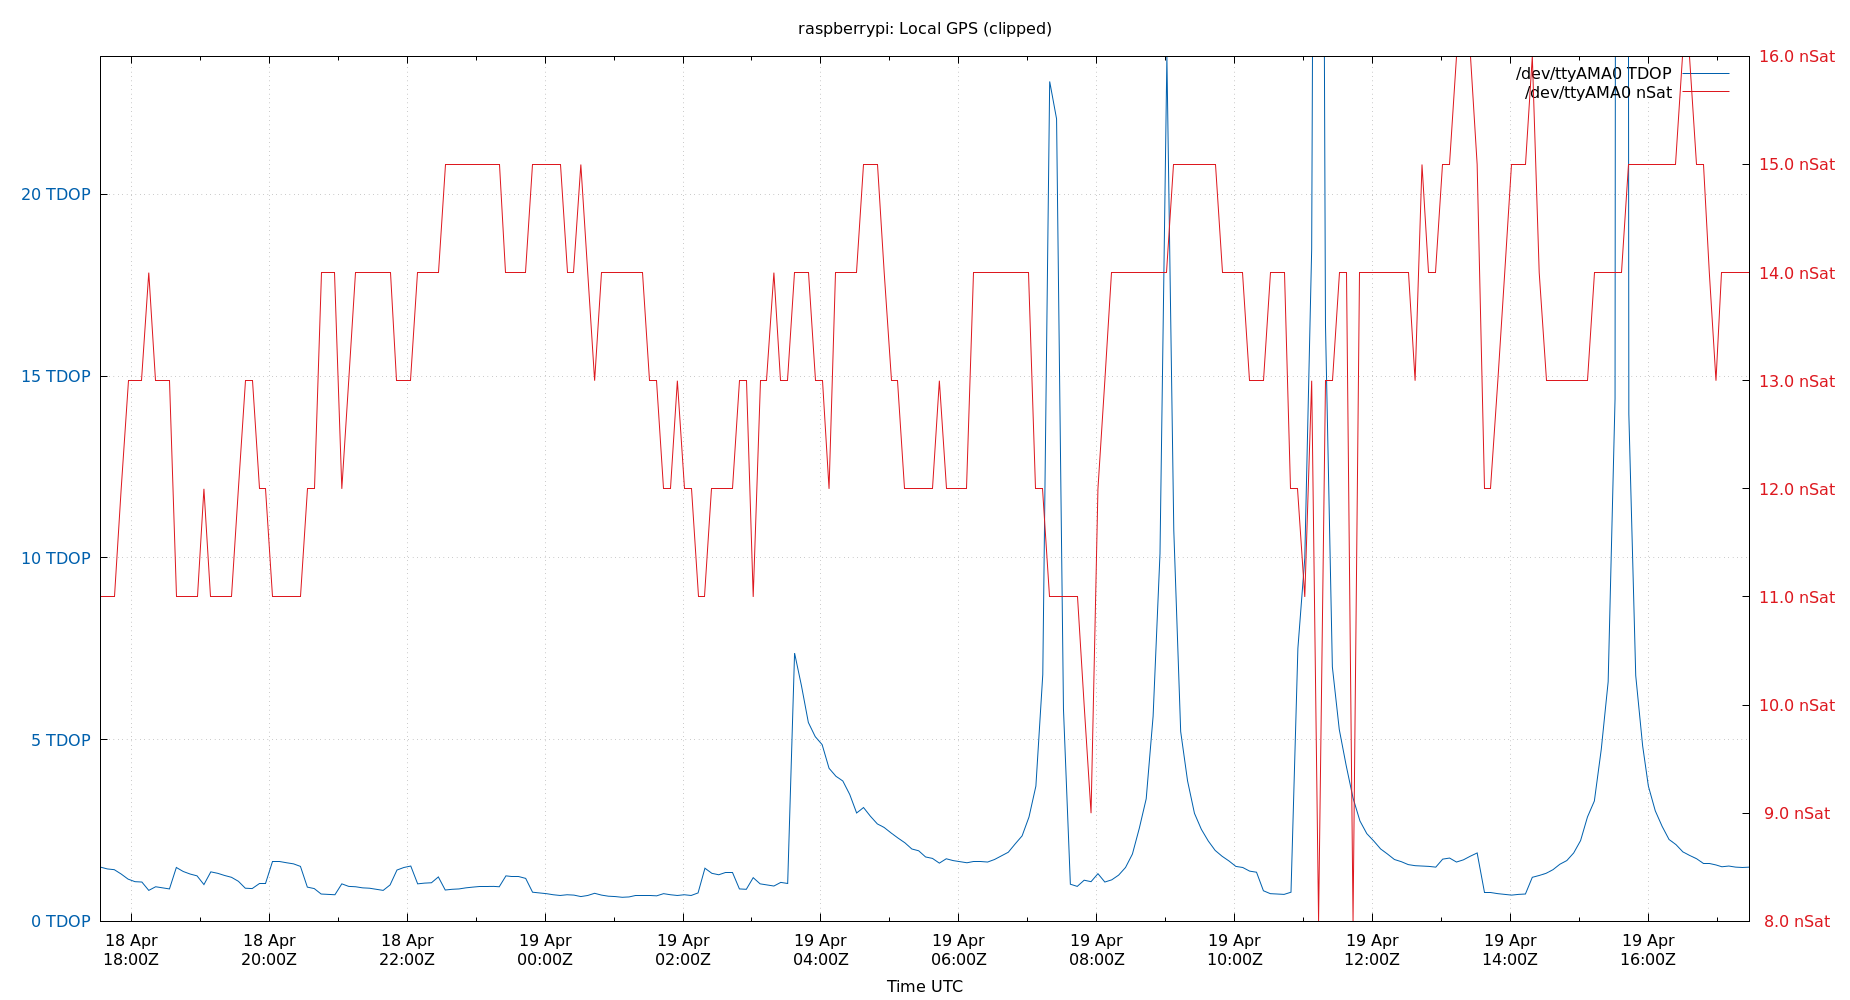 raspberrypi: Local GPS (clipped)
/dev/ttyAMA0 TDOP
/dev/ttyAMA0 nSat
20 TDOP
15 TDOP
10 TDOP
5 TDOP
0 TDOP
16.0 nSat
15.0 nSat
14.0 nSat
13.0 nSat
12.0 nSat
11.0 nSat
10.0 nSat
9.0 nSat
8.0 nSat
18 Apr
18:00Z
18 Apr
20:00Z
18 Apr
22:00Z
19 Apr
00:00Z
19 Apr
02:00Z
19 Apr
04:00Z
19 Apr
06:00Z
19 Apr
08:00Z
19 Apr
10:00Z
19 Apr
12:00Z
19 Apr
14:00Z
19 Apr
16:00Z
Time UTC